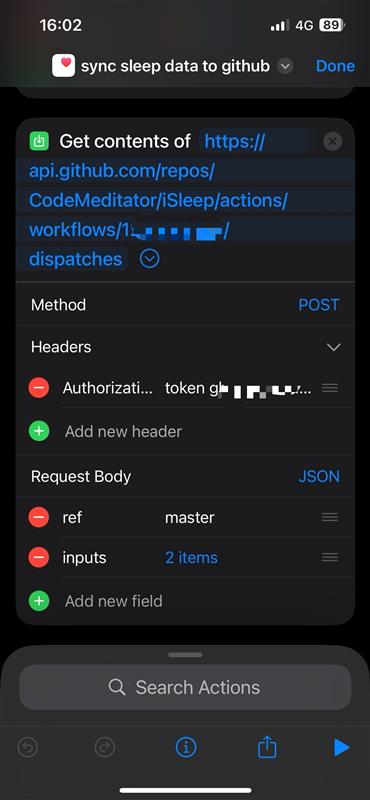 16:02
4G 89
sync sleep data to github
Done
Get contents of https://
api.github.com/repos/
CodeMeditator/iSleep/actions/
workflows/1 /
dispatches
Method POST
Headers
Authorizati... token g ...
Add new header
Request Body JSON
ref master
inputs 2 items
Add new field
Search Actions